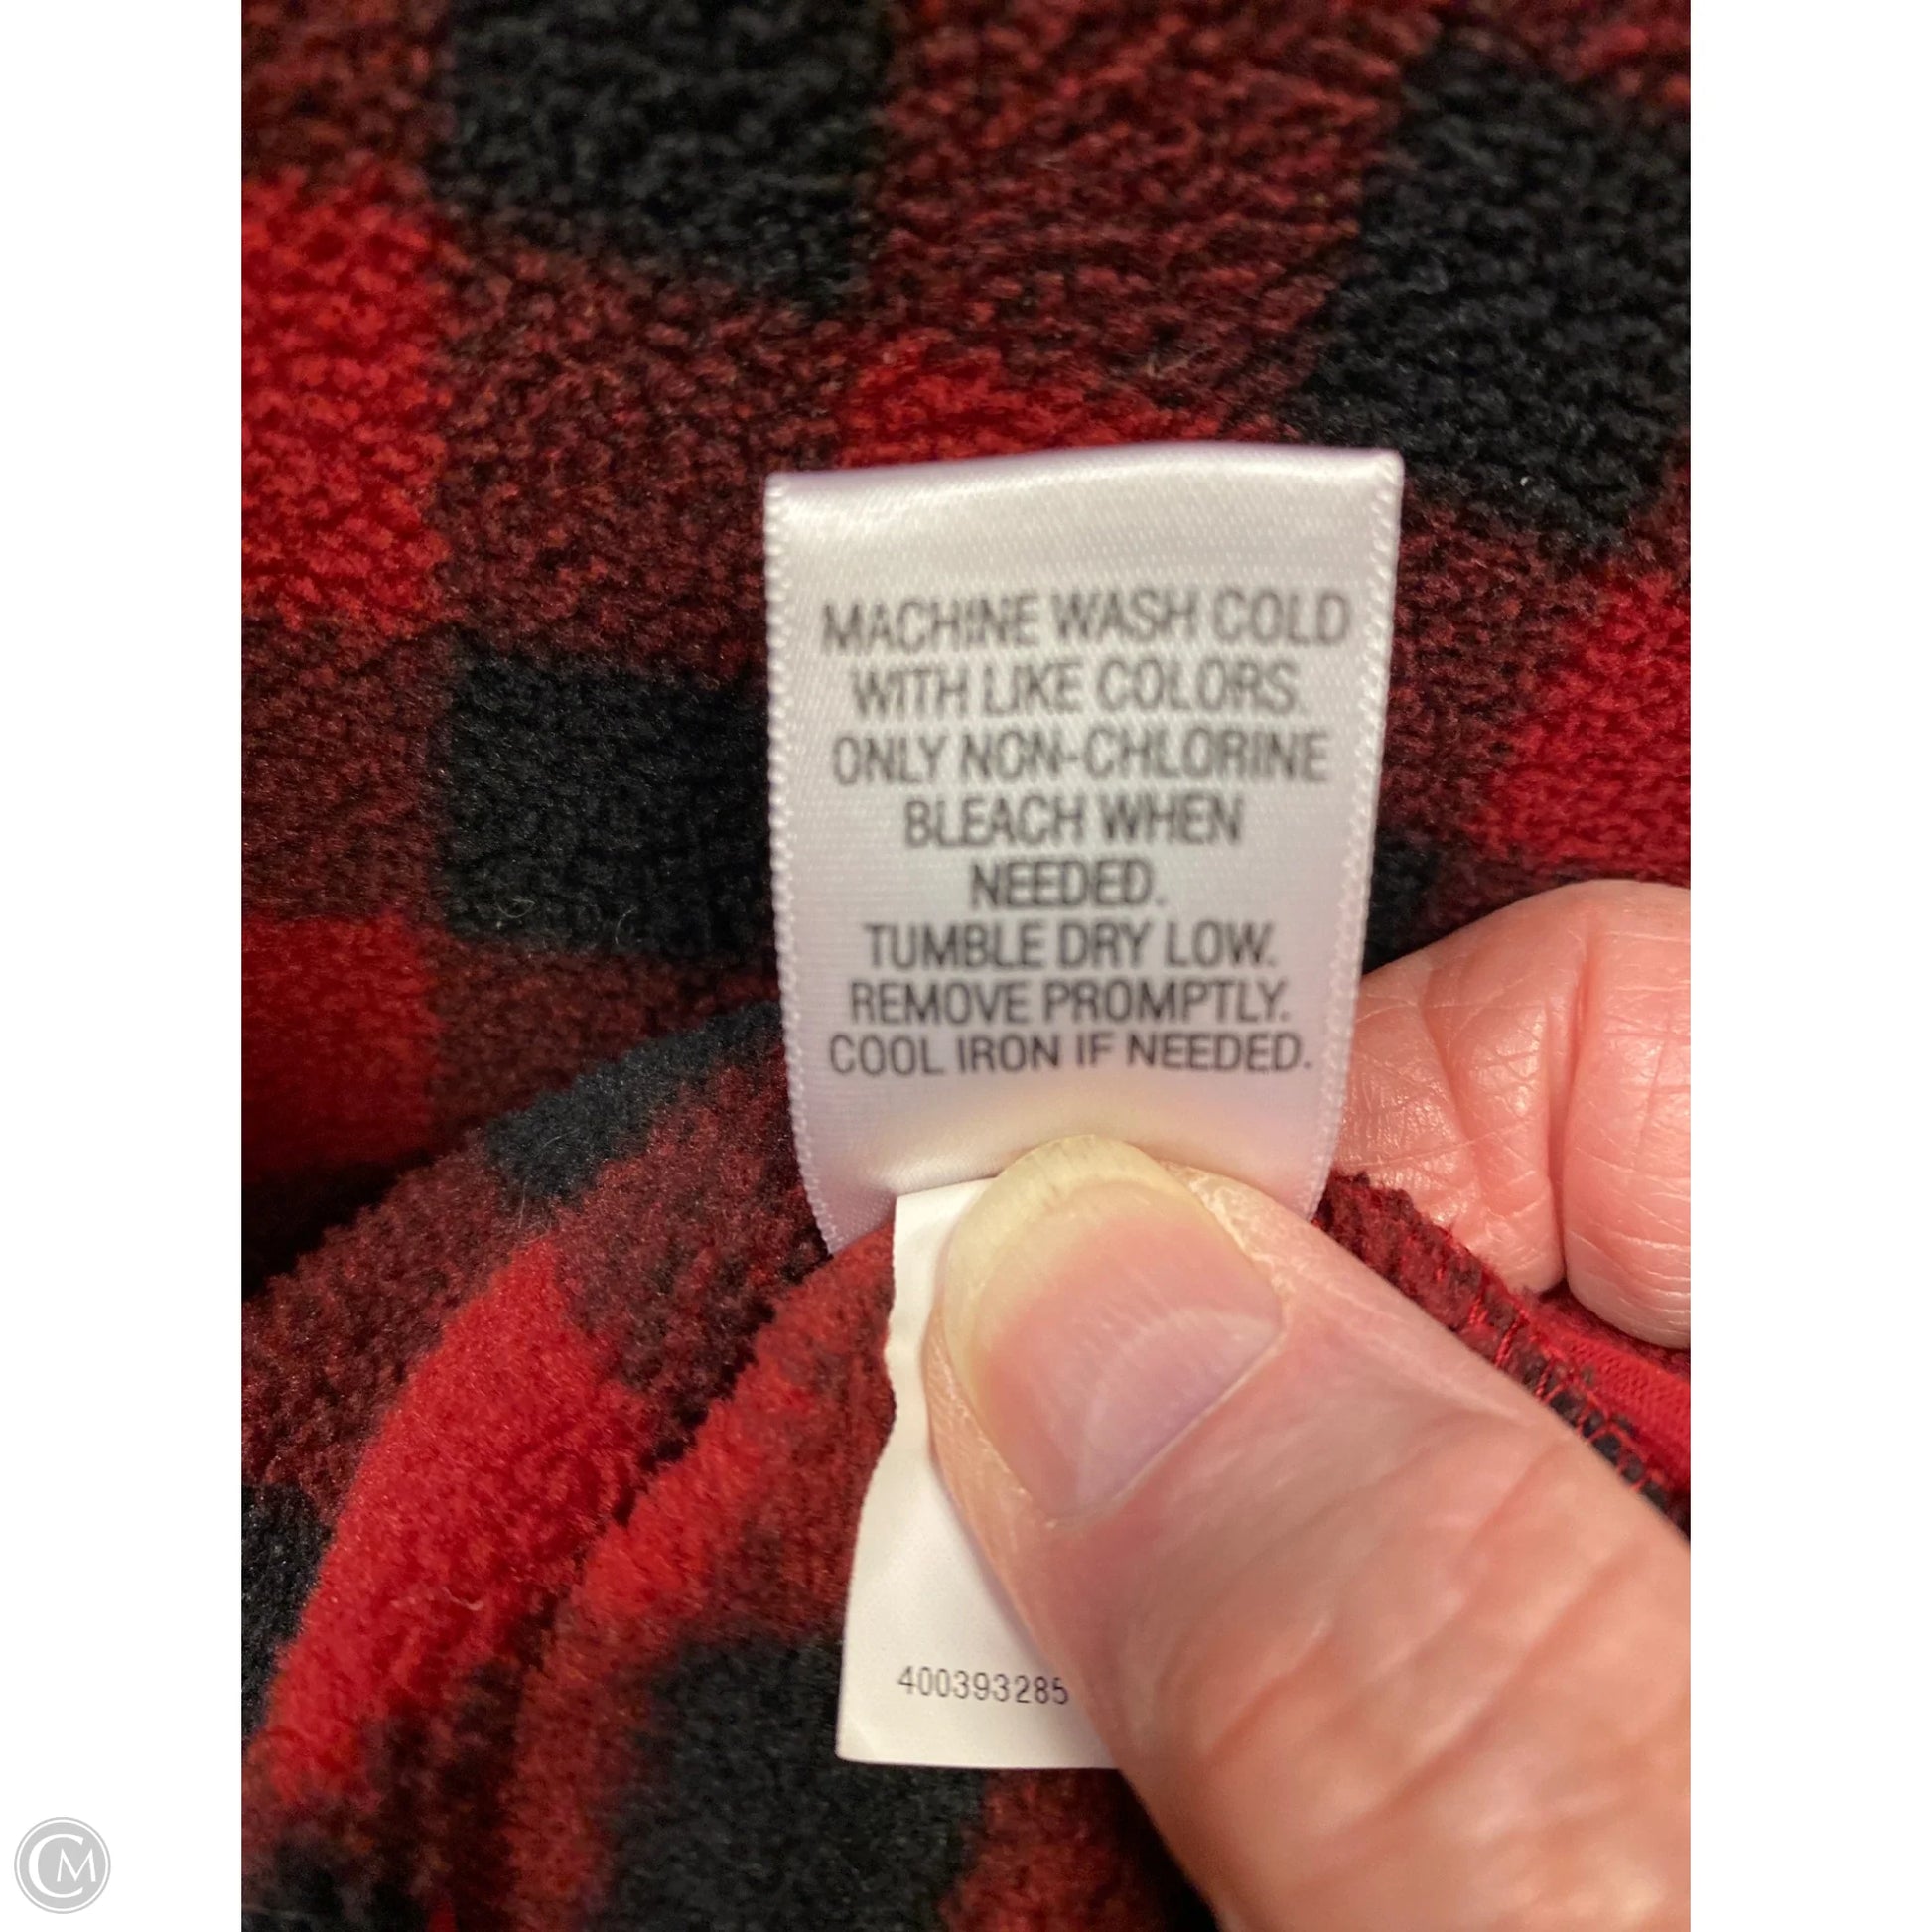 MACHINE WASH COLD
WITH LIKE COLORS.
ONLY NON-CHLORINE
BLEACH WHEN
NEEDED.
TUMBLE DRY LOW.
REMOVE PROMPTLY.
COOL IRON IF NEEDED.
400393285
CM